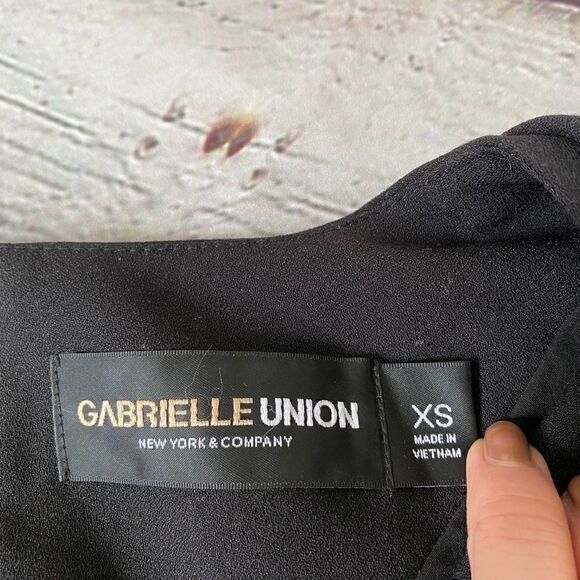 GABRIELLE UNION
NEW YORK & COMPANY
XS
MADE IN
VIETNAM